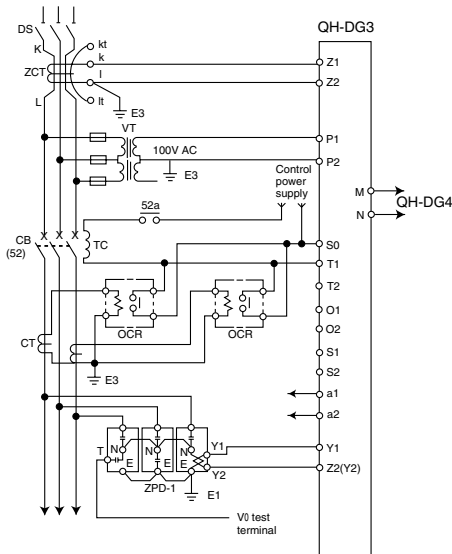 DS
QH-DG3
K
kt
k
ZCT
l
Z1
Z2
L
lt
E3
VT
100V AC
P1
P2
E3
Control
power
supply
M
QH-DG4
N
52a
CB
(52)
TC
S0
T1
T2
OCR
OCR
O1
O2
CT
S1
S2
E3
a1
a2
T
N
N
N
Y1
Y1
E
E
E
Y2
Z2(Y2)
ZPD-1
E1
V0 test
terminal